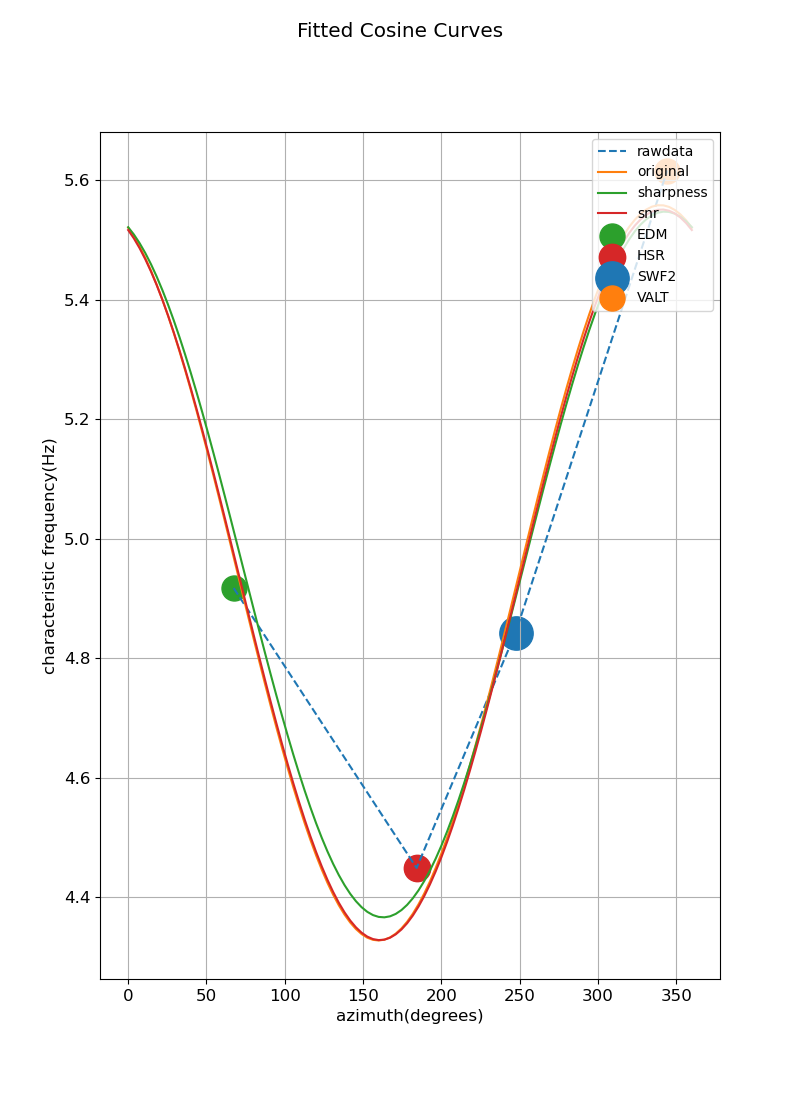 Fitted Cosine Curves
rawdata
original
sharpness
snr
EDM
HSR
SWF2
VALT
5.6
5.4
5.2
5.0
4.8
4.6
4.4
characteristic frequency(Hz)
0 50 100 150 200 250 300 350
azimuth(degrees)